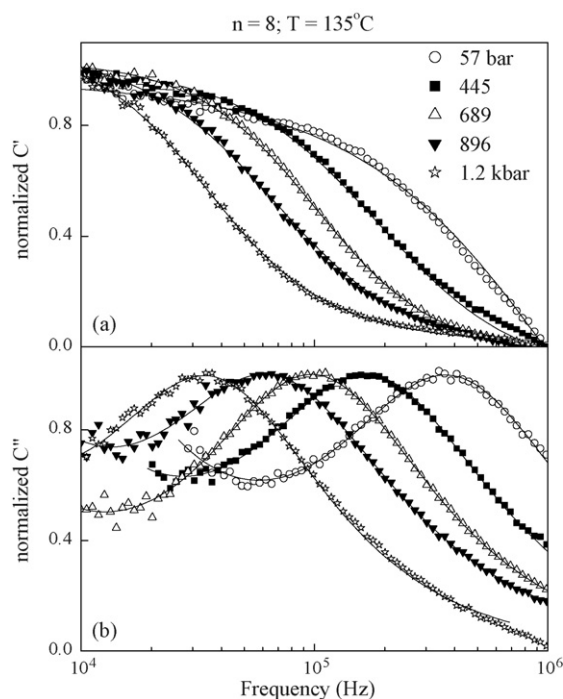 n = 8; T = 135°C
57 bar
445
689
896
1.2 kbar
normalized C'
0.8
0.4
0.0
(a)
normalized C"
0.8
0.4
0.0
(b)
10⁴
10⁵
10⁶
Frequency (Hz)